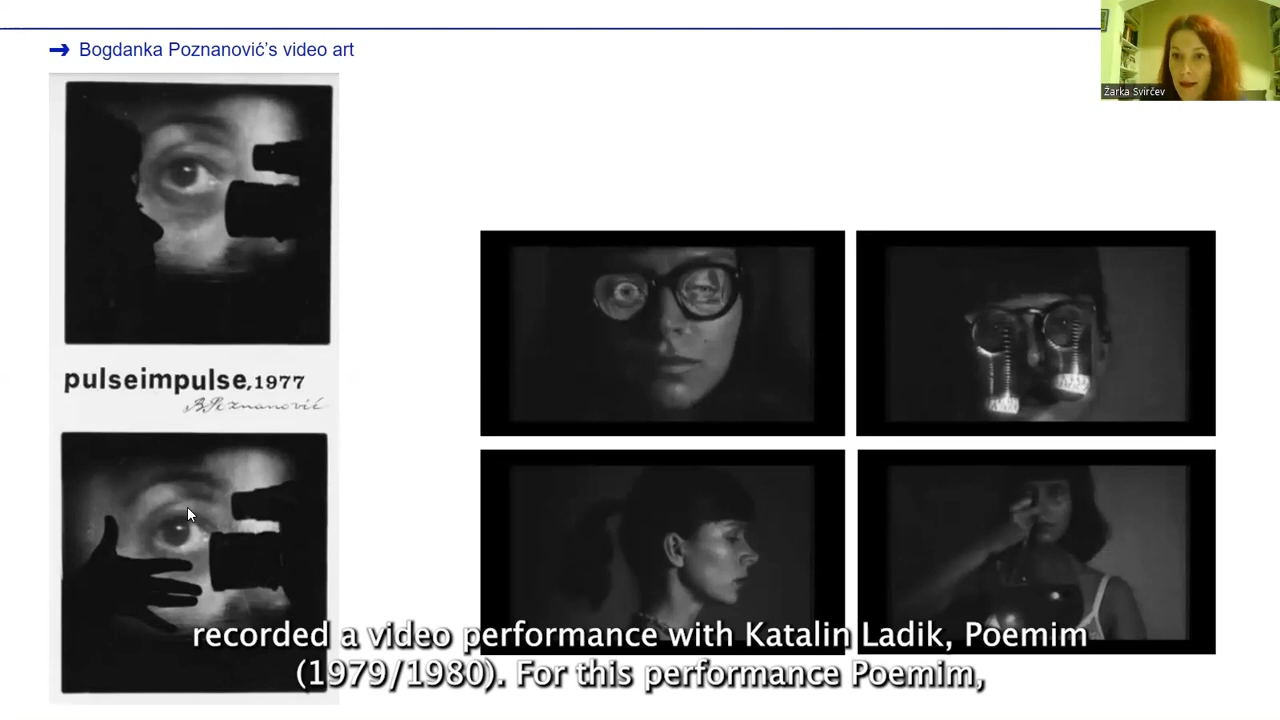 → Bogdanka Poznanović's video art
Žarka Svirčev
pulseimpulse, 1977
B Poznanović
recorded a video performance with Katalin Ladik, Poemim
(1979/1980). For this performance Poemim,